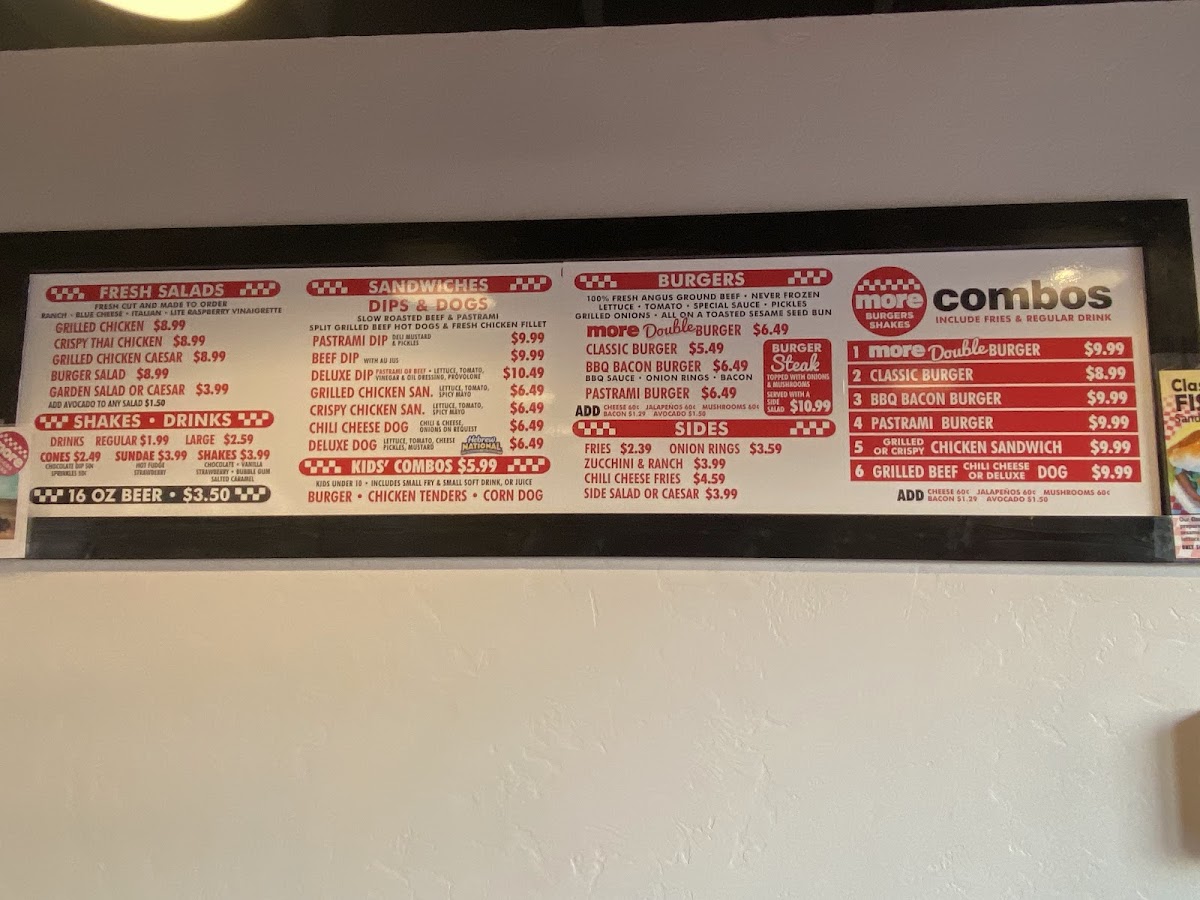 FRESH SALADS
FRESH CUT AND MADE TO ORDER
RANCH • BLUE CHEESE • ITALIAN • LITE RASPBERRY VINAIGRETTE
GRILLED CHICKEN $8.99
CRISPY THAI CHICKEN $8.99
GRILLED CHICKEN CAESAR $8.99
BURGER SALAD $8.99
GARDEN SALAD OR CAESAR $3.99
ADD AVOCADO TO ANY SALAD $1.50
SHAKES • DRINKS
DRINKS REGULAR $1.99 LARGE $2.59
CONES $2.49 SUNDAE $3.99 SHAKES $3.99
CHOCOLATE DIP 50¢ HOT FUDGE CHOCOLATE • VANILLA
SPRINKLES 50¢ STRAWBERRY STRAWBERRY • BUBBLE GUM
SALTED CARAMEL
16 OZ BEER • $3.50
SANDWICHES
DIPS & DOGS
SLOW ROASTED BEEF & PASTRAMI
SPLIT GRILLED BEEF HOT DOGS & FRESH CHICKEN FILLET
PASTRAMI DIP DELI MUSTARD & PICKLES $9.99
BEEF DIP WITH AU JUS $9.99
DELUXE DIP PASTRAMI OR BEEF • LETTUCE, TOMATO, VINEGAR & OIL DRESSING, PROVOLONE $10.49
GRILLED CHICKEN SAN. LETTUCE, TOMATO, SPICY MAYO $6.49
CRISPY CHICKEN SAN. LETTUCE, TOMATO, SPICY MAYO $6.49
CHILI CHEESE DOG CHILI & CHEESE, ONIONS ON REQUEST $6.49
DELUXE DOG LETTUCE, TOMATO, CHEESE PICKLES, MUSTARD Hebrew NATIONAL $6.49
KIDS' COMBOS $5.99
KIDS UNDER 10 • INCLUDES SMALL FRY & SMALL SOFT DRINK, OR JUICE
BURGER • CHICKEN TENDERS • CORN DOG
BURGERS
100% FRESH ANGUS GROUND BEEF • NEVER FROZEN
LETTUCE • TOMATO • SPECIAL SAUCE • PICKLES
GRILLED ONIONS • ALL ON A TOASTED SESAME SEED BUN
more Double BURGER $6.49
CLASSIC BURGER $5.49
BBQ BACON BURGER $6.49
BBQ SAUCE • ONION RINGS • BACON
PASTRAMI BURGER $6.49
ADD CHEESE 60¢ JALAPEÑOS 60¢ MUSHROOMS 60¢
BACON $1.29 AVOCADO $1.50
BURGER
Steak
TOPPED WITH ONIONS
& MUSHROOMS
SERVED WITH A
SIDE
SALAD $10.99
SIDES
FRIES $2.39 ONION RINGS $3.59
ZUCCHINI & RANCH $3.99
CHILI CHEESE FRIES $4.59
SIDE SALAD OR CAESAR $3.99
more
BURGERS
SHAKES
combos
INCLUDE FRIES & REGULAR DRINK
1 more Double BURGER $9.99
2 CLASSIC BURGER $8.99
3 BBQ BACON BURGER $9.99
4 PASTRAMI BURGER $9.99
5 GRILLED OR CRISPY CHICKEN SANDWICH $9.99
6 GRILLED BEEF CHILI CHEESE OR DELUXE DOG $9.99
ADD CHEESE 60¢ JALAPEÑOS 60¢ MUSHROOMS 60¢
BACON $1.29 AVOCADO $1.50